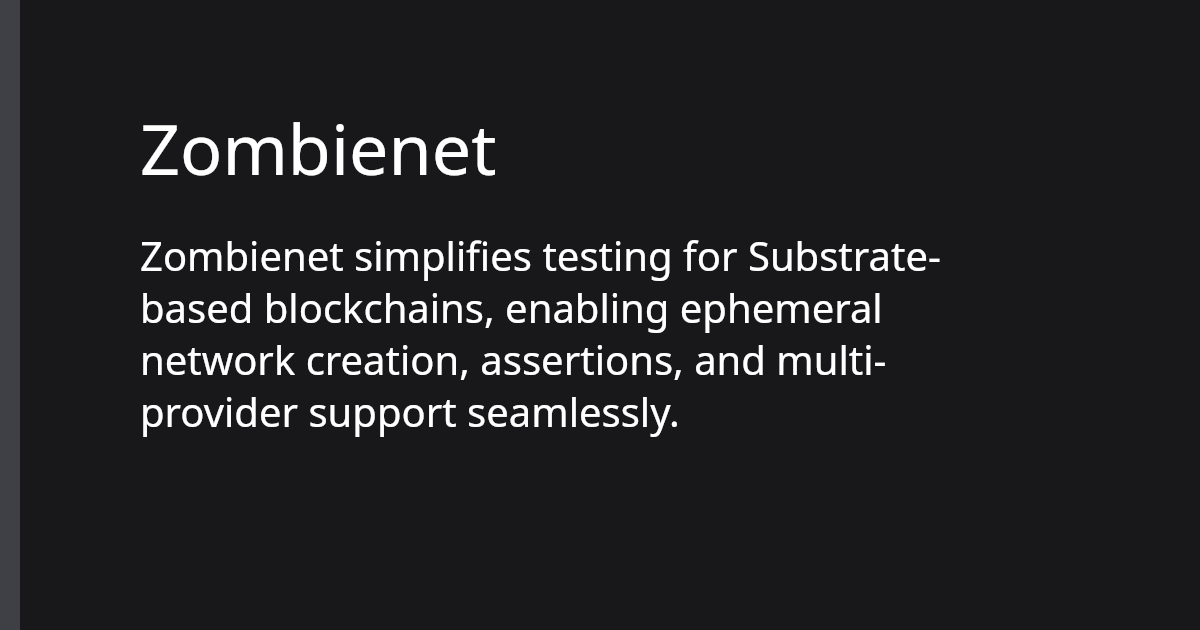 Zombienet
Zombienet simplifies testing for Substrate-
based blockchains, enabling ephemeral
network creation, assertions, and multi-
provider support seamlessly.